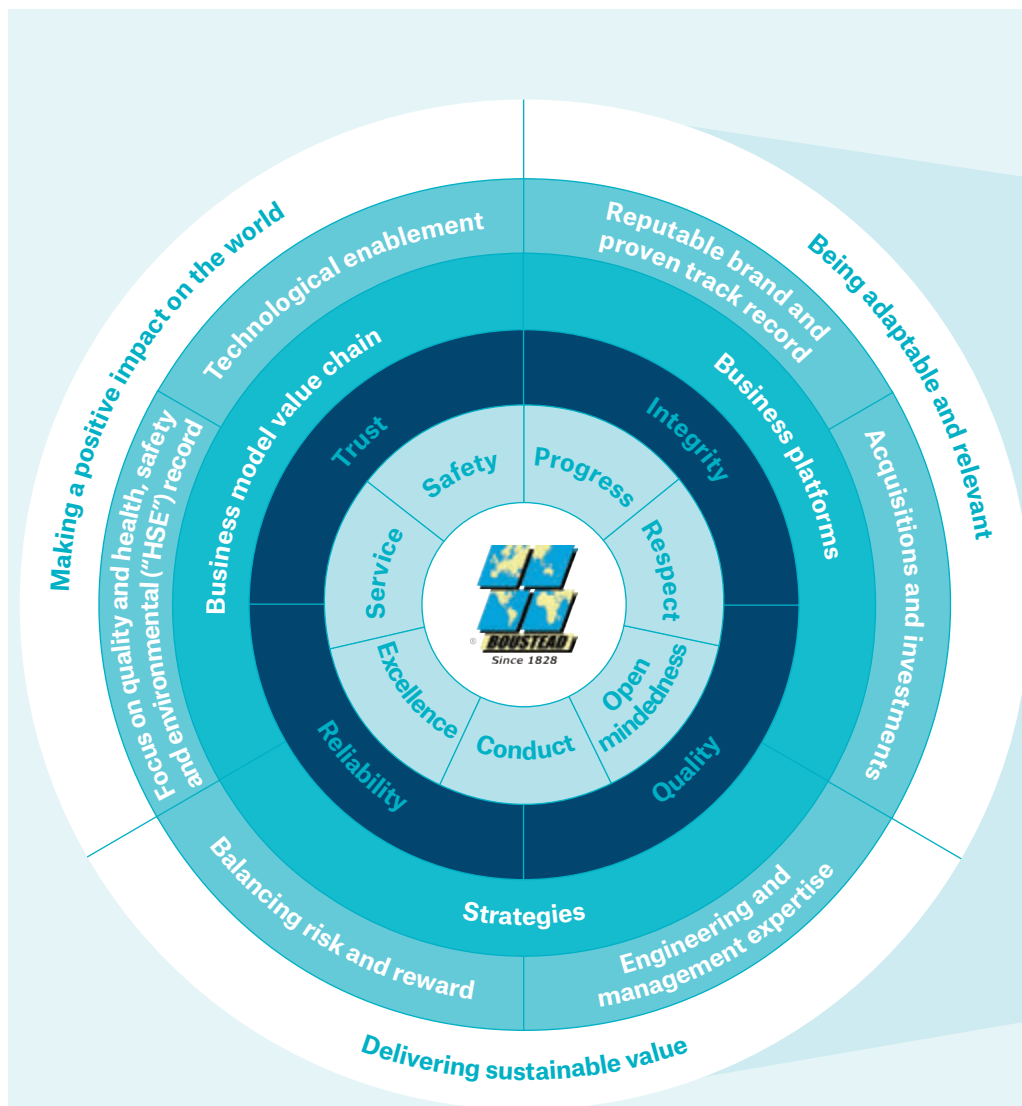 Making a positive impact on the world
Being adaptable and relevant
Delivering sustainable value
Technological enablement
Reputable brand and
proven track record
Acquisitions and investments
Engineering and
management expertise
Balancing risk and reward
Focus on quality and health, safety
and environmental (“HSE”) record
Business model value chain
Business platforms
Strategies
Trust
Integrity
Quality
Reliability
Safety
Progress
Respect
Open
mindedness
Conduct
Excellence
Service
® BOUSTEAD
Since 1828